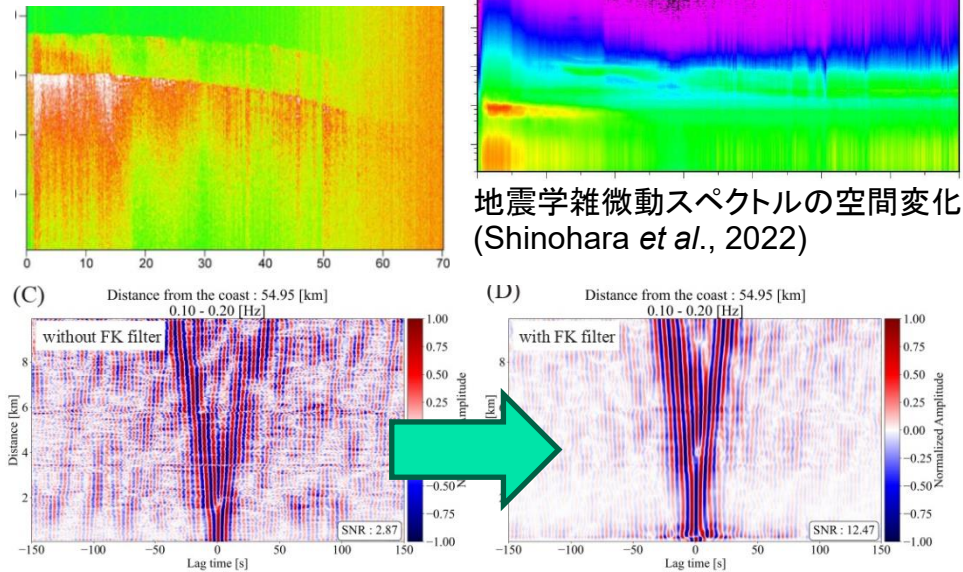 0 10 20 30 40 50 60 70
地震学雑微動スペクトルの空間変化
(Shinohara et al., 2022)
(C)
Distance from the coast : 54.95 [km]
0.10 - 0.20 [Hz]
without FK filter
Distance [km]
8
6
4
2
1.00
0.75
0.50
0.25
−0.50
−0.75
−1.00
SNR : 2.87
−150 −100 −50 0 50 100 150
Lag time [s]
(D)
Distance from the coast : 54.95 [km]
0.10 - 0.20 [Hz]
with FK filter
[km]
8
6
2
1.00
0.75
0.50
0.25
0.00
−0.25
−0.50
−0.75
−1.00
Normalized Amplitude
SNR : 12.47
−150 −100 −50 0 50 100 150
Lag time [s]